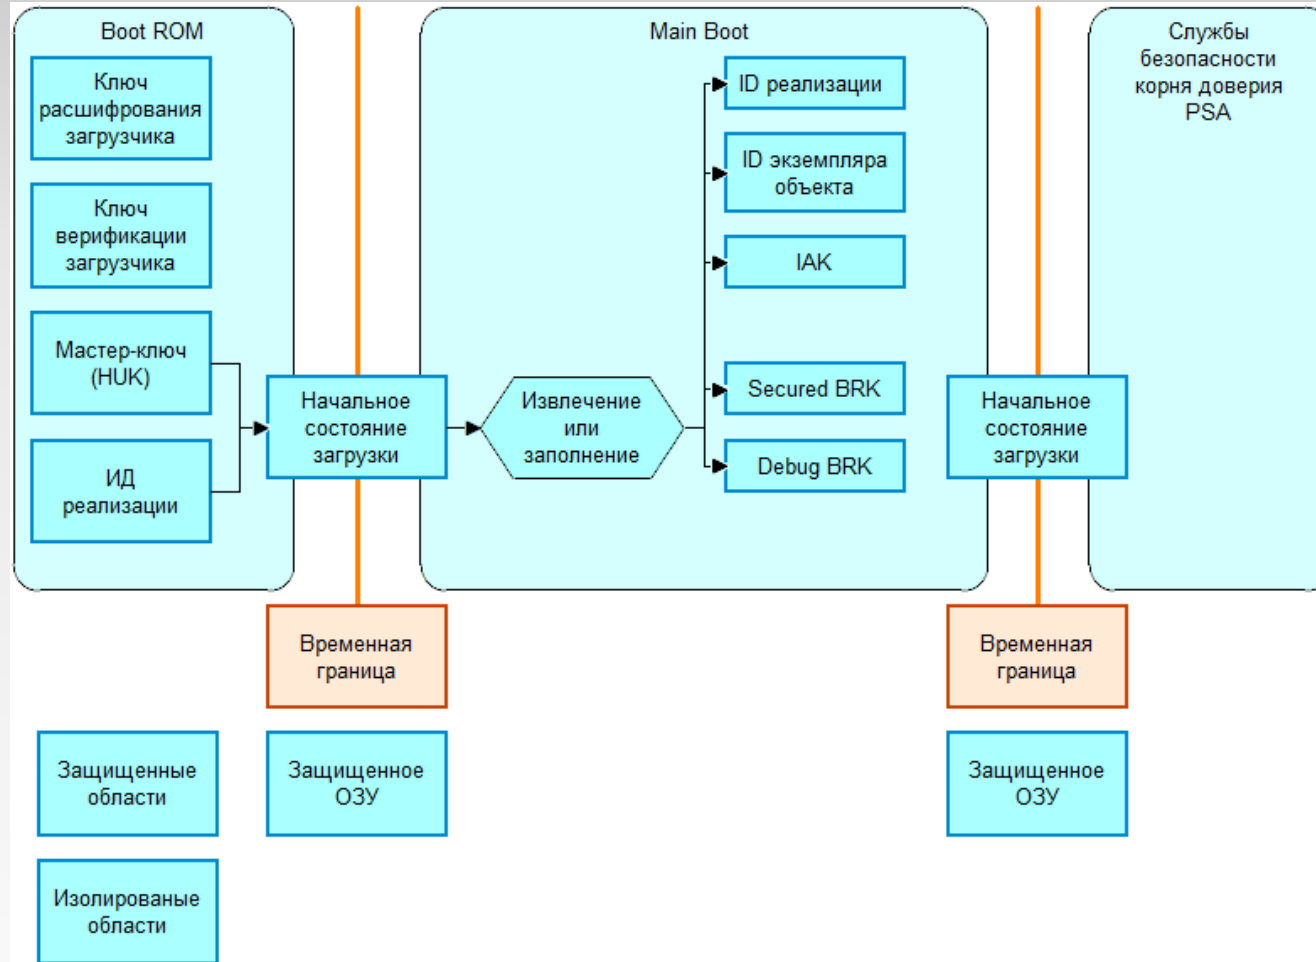 Boot ROM
Ключ
расшифрования
загрузчика
Ключ
верификации
загрузчика
Мастер-ключ
(HUK)
ИД
реализации
Начальное
состояние
загрузки
Main Boot
Извлечение
или
заполнение
ID реализации
ID экземпляра
объекта
IAK
Secured BRK
Debug BRK
Начальное
состояние
загрузки
Службы
безопасности
корня доверия
PSA
Временная
граница
Временная
граница
Защищенные
области
Защищенное
ОЗУ
Защищенное
ОЗУ
Изолированые
области